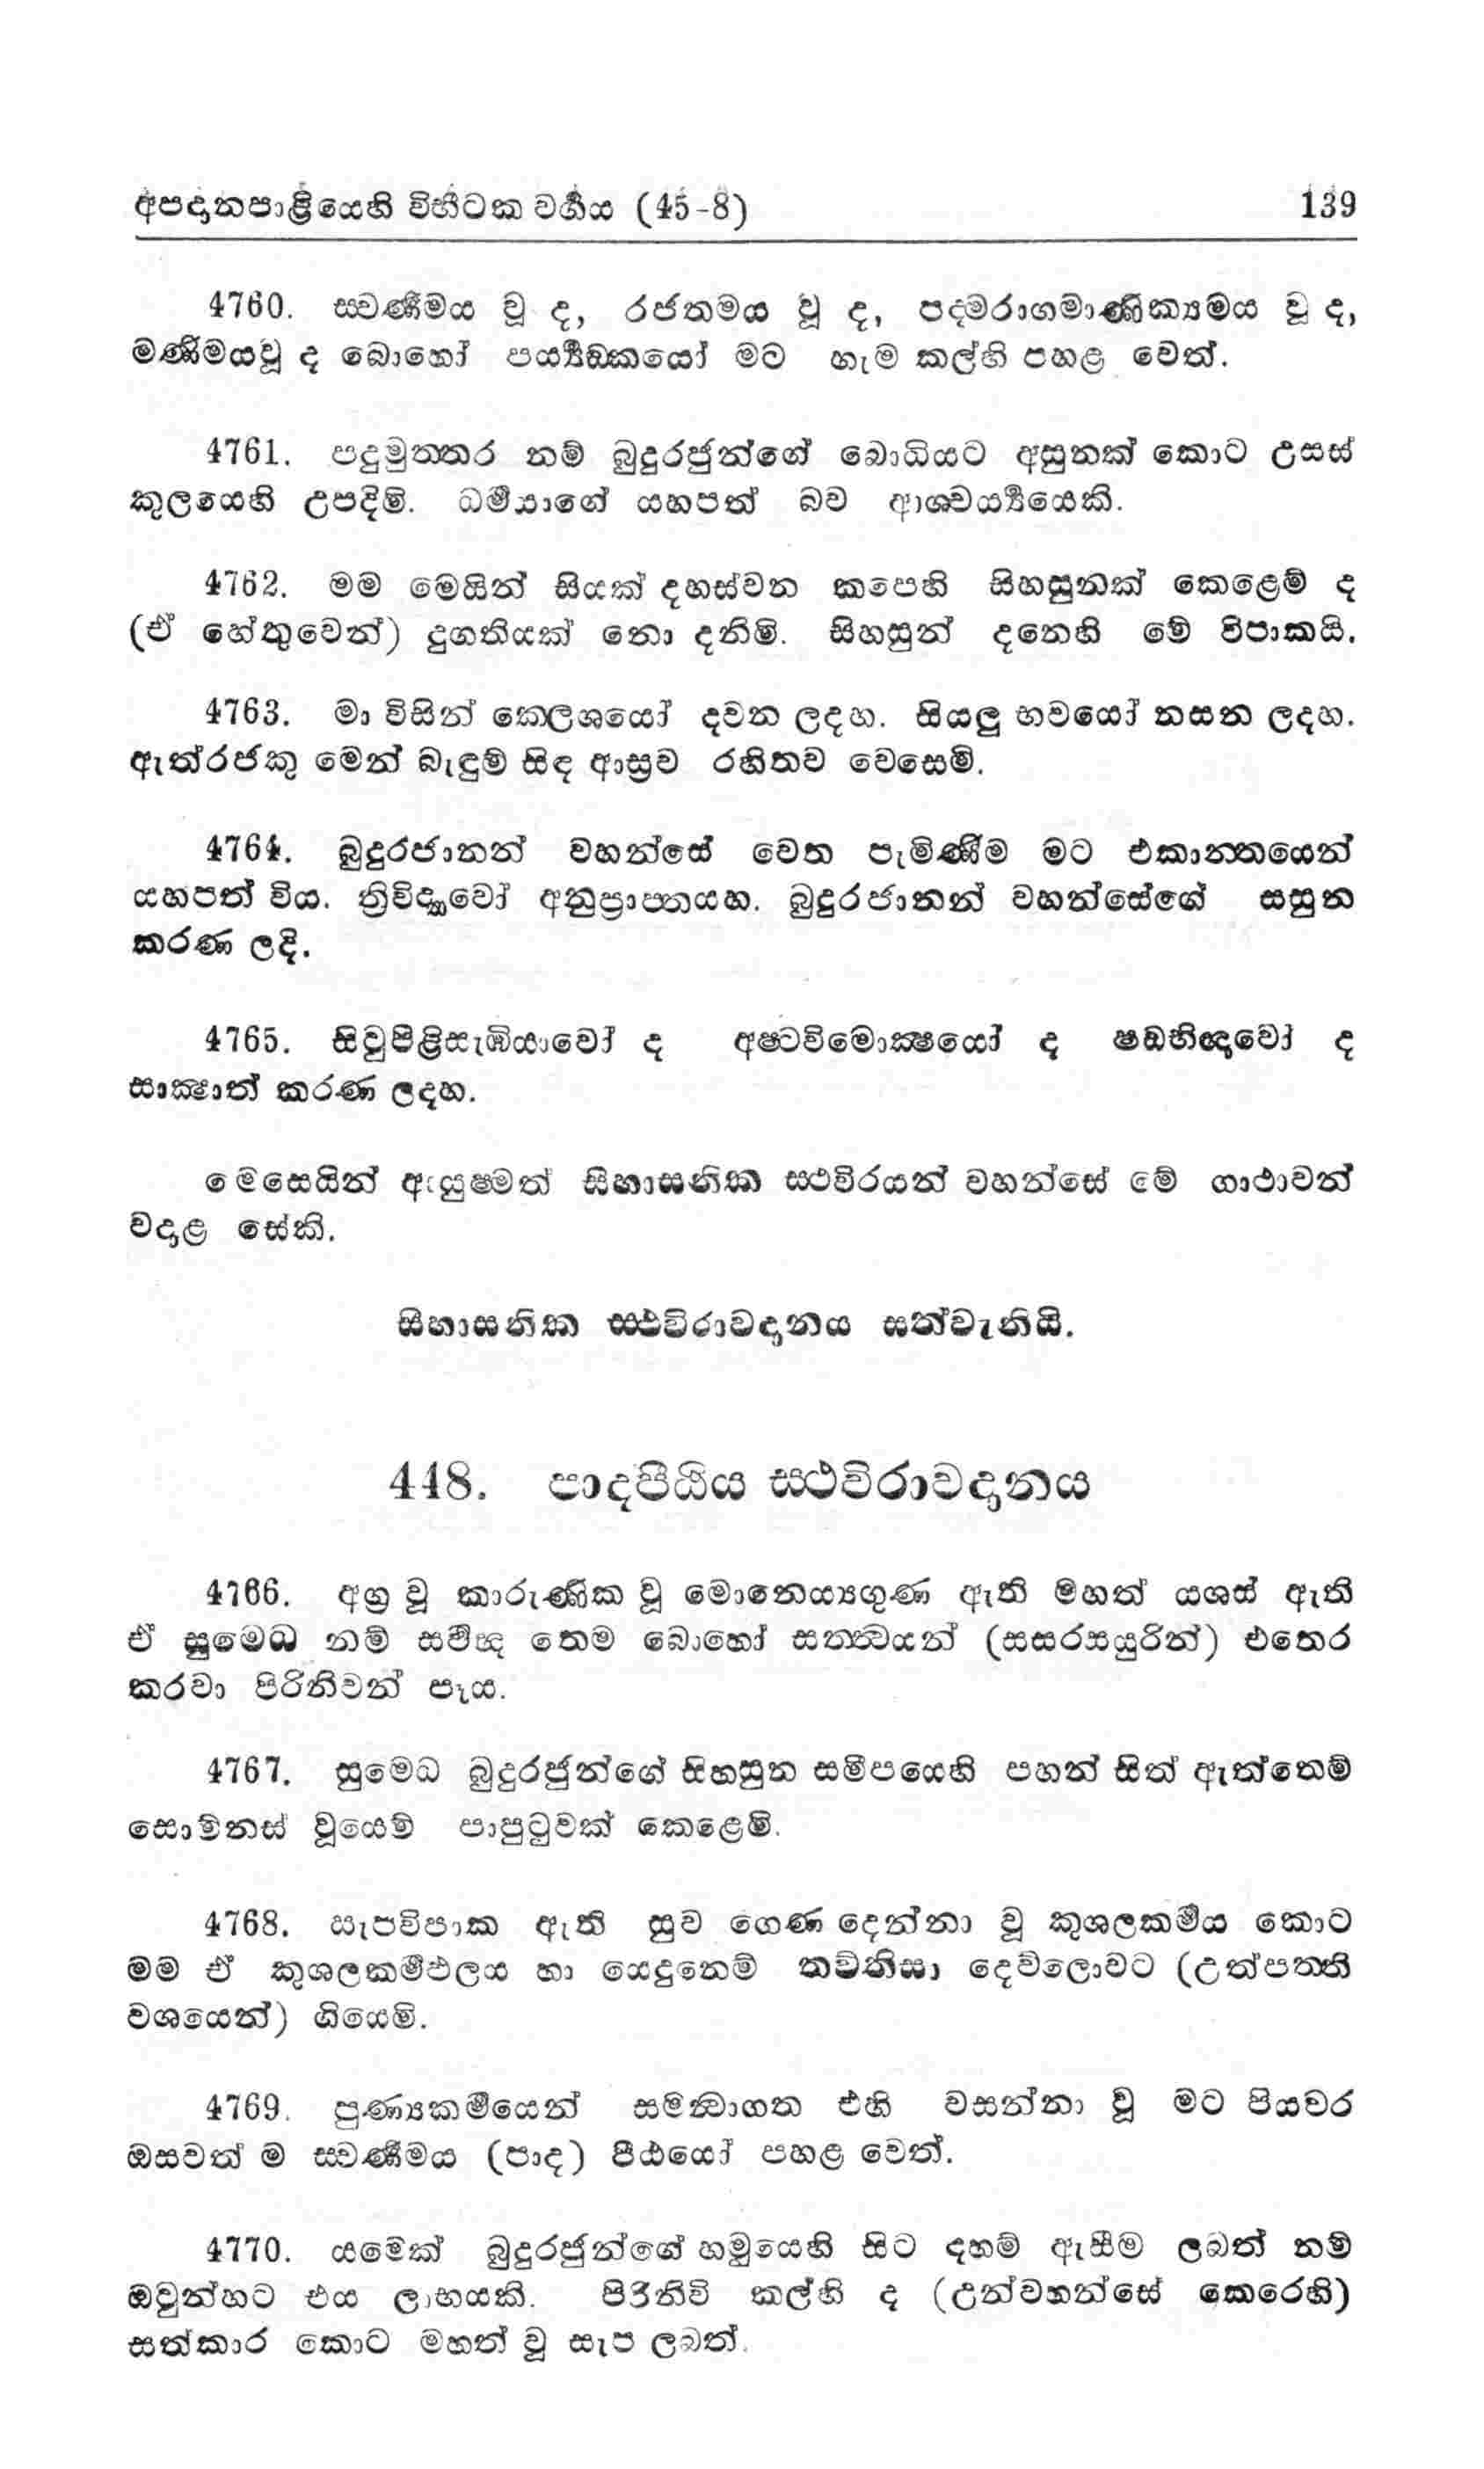 අපදානපාළියෙහි විභීටක වර්ගය (45-8) 139
4760. ස්වර්ණමය වූ ද, රජතමය වූ ද, පද්මරාගමාණික්‍යමය වූ ද,
මණිමයවූ ද බොහෝ පර්‍ය්‍යඞ්කයෝ මට හැම කල්හි පහළ වෙත්.
4761. පදුමුත්තර නම් බුදුරජුන්ගේ බොධියට අසුනක් කොට උසස්
කුලයෙහි උපදිමි. ධර්මයාගේ යහපත් බව ආශ්චර්‍ය්‍යයෙකි.
4762. මම මෙයින් සියක් දහස්වන කපෙහි සිහසුනක් කෙළෙම් ද
(ඒ හේතුවෙන්) දුගතියක් නො දනිමි. සිහසුන් දනෙහි මේ විපාකයි.
4763. මා විසින් ක්ලෙශයෝ දවන ලදහ. සියලු භවයෝ නසන ලදහ.
ඇත්රජකු මෙන් බැඳුම් සිඳ ආස්‍රව රහිතව වෙසෙමි.
4764. බුදුරජානන් වහන්සේ වෙත පැමිණීම මට එකාන්තයෙන්
යහපත් විය. ත්‍රිවිද්‍යාවෝ අනුප්‍රාප්තයහ. බුදුරජානන් වහන්සේගේ සසුන
කරණ ලදි.
4765. සිවුපිළිසැඹියාවෝ ද අෂ්ටවිමොක්‍ෂයෝ ද ෂඩභිඥාවෝ ද
සාක්‍ෂාත් කරණ ලදහ.
මෙසෙයින් ආයුෂ්මත් සීහාසනික ස්ථවිරයන් වහන්සේ මේ ගාථාවන්
වදාළ සේකි.
සීහාසනික ස්ථවිරාවදානය සත්වැනියි.
448. පාදපීඨිය ස්ථවිරාවදානය
4766. අග්‍ර වූ කාරුණික වූ මොනෙය්‍යගුණ ඇති මහත් යශස් ඇති
ඒ සුමෙධ නම් සර්වඥ තෙම බොහෝ සත්ත්වයන් (සසරසයුරින්) එතෙර
කරවා පිරිනිවන් පෑය.
4767. සුමෙධ බුදුරජුන්ගේ සිහසුන සමීපයෙහි පහන් සිත් ඇත්තෙම්
සොම්නස් වූයෙම් පාපුටුවක් කෙළෙමි.
4768. සැපවිපාක ඇති සුව ගෙණ දෙන්නා වූ කුශලකර්මය කොට
මම ඒ කුශලකර්මඵලය හා යෙදුනෙම් තව්තිසා දෙව්ලොවට (උත්පත්ති
වශයෙන්) ගියෙමි.
4769. පුණ්‍යකර්මයෙන් සමන්වාගත එහි වසන්නා වූ මට පියවර
ඔසවත් ම ස්වර්ණමය (පාද) පීඨයෝ පහළ වෙත්.
4770. යමෙක් බුදුරජුන්ගේ හමුයෙහි සිට දහම් ඇසීම ලබත් නම්
ඔවුන්හට එය ලාභයකි. පිරිනිවි කල්හි ද (උන්වහන්සේ කෙරෙහි)
සත්කාර කොට මහත් වූ සැප ලබත්.